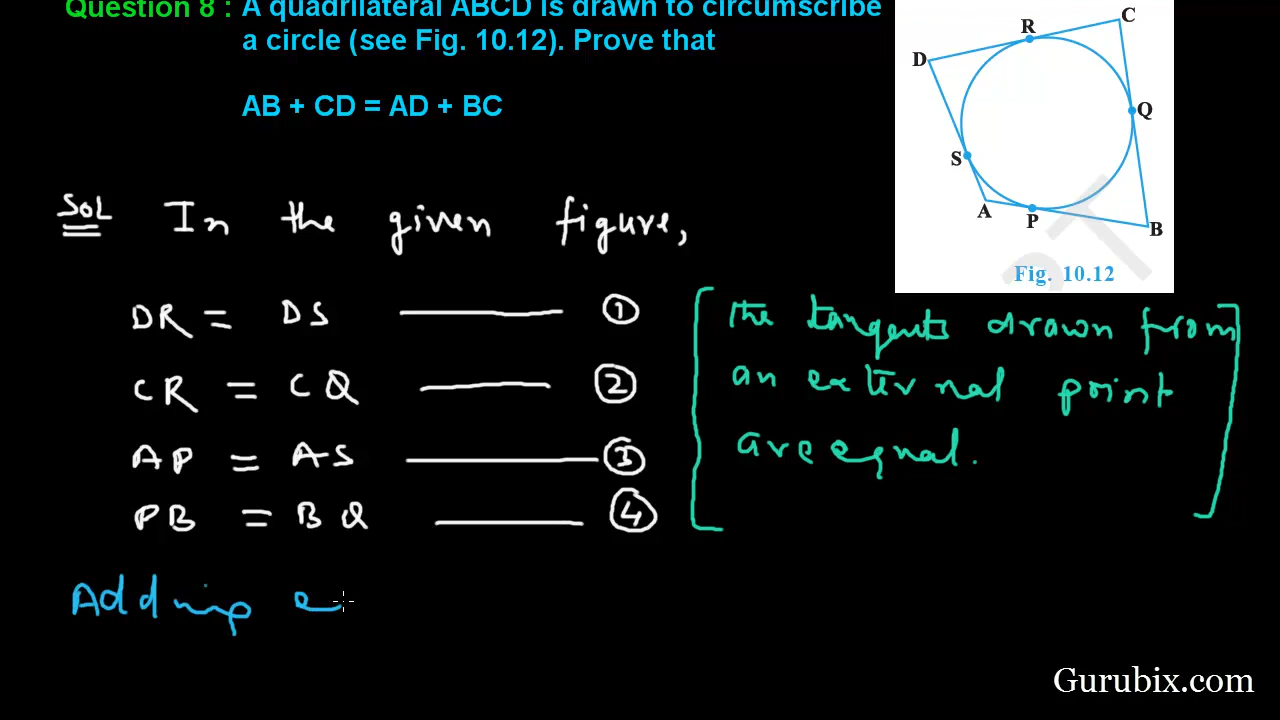 Question 8 : A quadrilateral ABCD is drawn to circumscribe
a circle (see Fig. 10.12). Prove that
AB + CD = AD + BC
C
R
D
Q
S
A
P
B
Fig. 10.12
Sol In the given figure,
DR = DS 1
CR = CQ 2
AP = AS 3
PB = BQ 4
[the tangents drawn from
an external point
are equal.]
Adding e
Gurubix.com